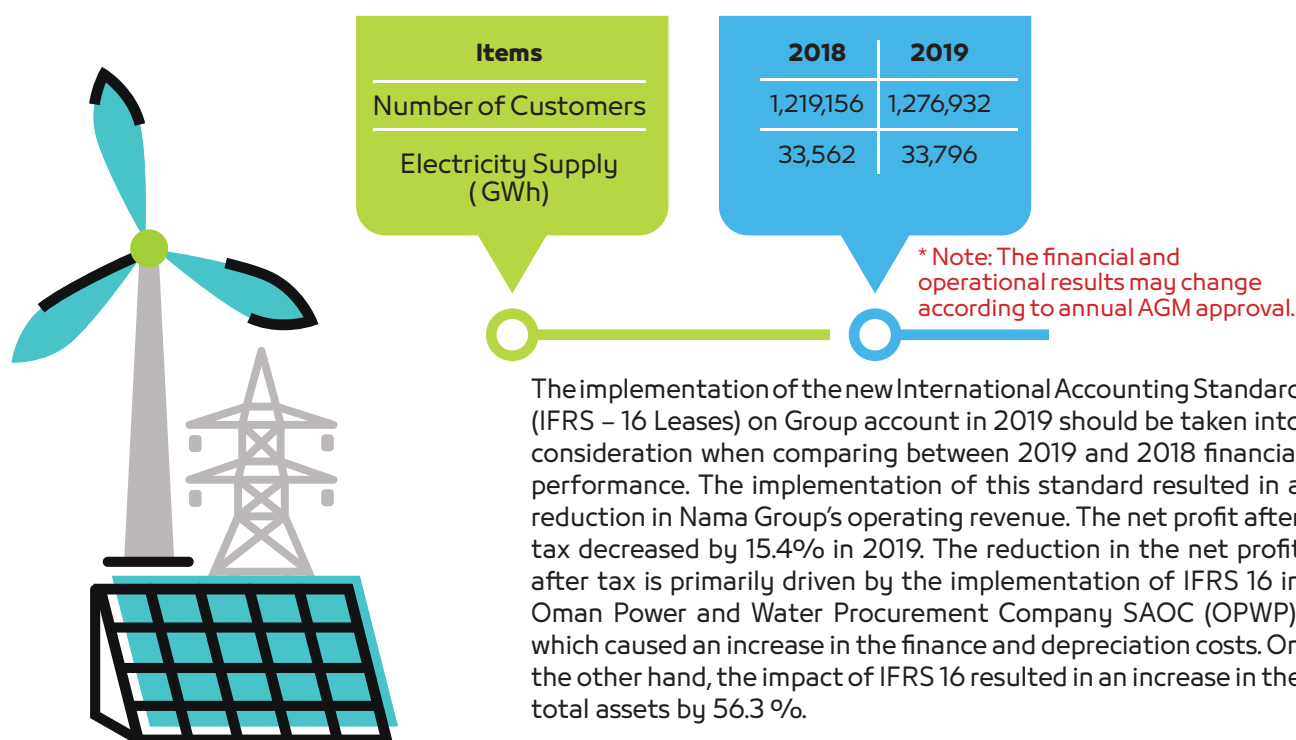 Items
Number of Customers
Electricity Supply
( GWh)
2018 2019
1,219,156 1,276,932
33,562 33,796
* Note: The financial and
operational results may change
according to annual AGM approval.
The implementation of the new International Accounting Standard
(IFRS – 16 Leases) on Group account in 2019 should be taken into
consideration when comparing between 2019 and 2018 financial
performance. The implementation of this standard resulted in a
reduction in Nama Group's operating revenue. The net profit after
tax decreased by 15.4% in 2019. The reduction in the net profit
after tax is primarily driven by the implementation of IFRS 16 in
Oman Power and Water Procurement Company SAOC (OPWP)
which caused an increase in the finance and depreciation costs. On
the other hand, the impact of IFRS 16 resulted in an increase in the
total assets by 56.3 %.